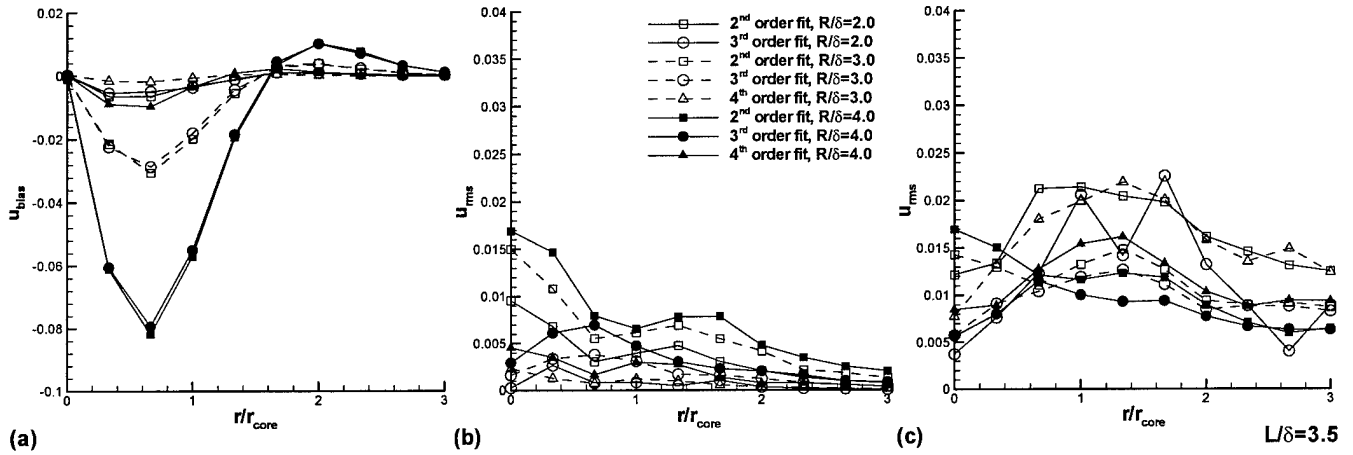 0.02
0
-0.02
-0.04
-0.06
-0.08
-0.1
u_bias
0 1 2 3
r/r_core
(a)
0.04
0.035
0.03
0.025
0.02
0.015
0.01
0.005
0
u_rms
0 1 2 3
r/r_core
(b)
2nd order fit, R/δ=2.0
3rd order fit, R/δ=2.0
2nd order fit, R/δ=3.0
3rd order fit, R/δ=3.0
4th order fit, R/δ=3.0
2nd order fit, R/δ=4.0
3rd order fit, R/δ=4.0
4th order fit, R/δ=4.0
0.04
0.035
0.03
0.025
0.02
0.015
0.01
0.005
0
u_rms
0 1 2 3
r/r_core
(c)
L/δ=3.5